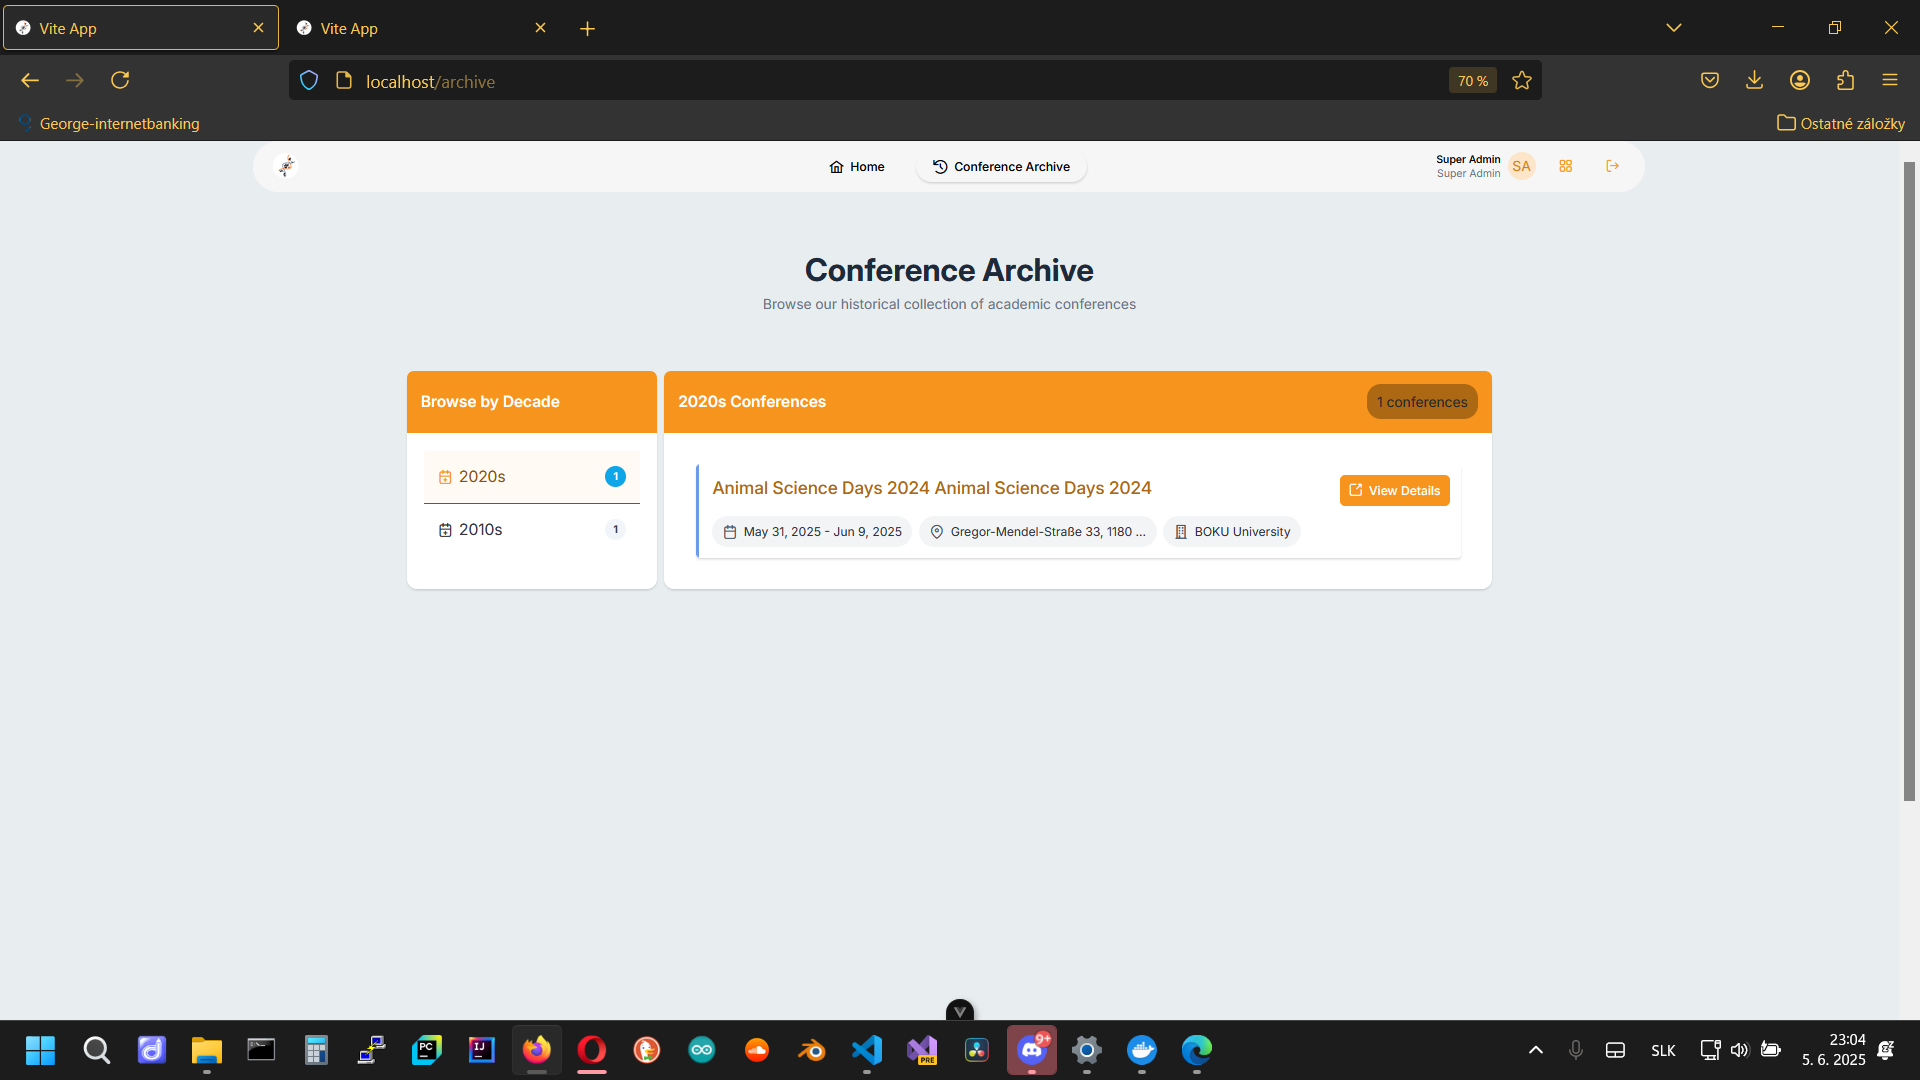 Vite App
Vite App
localhost/archive
70 %
George-internetbanking
Ostatné záložky
Home
Conference Archive
Super Admin
Super Admin
SA
Conference Archive
Browse our historical collection of academic conferences
Browse by Decade
2020s
1
2010s
1
2020s Conferences
1 conferences
Animal Science Days 2024 Animal Science Days 2024
View Details
May 31, 2025 - Jun 9, 2025
Gregor-Mendel-Straße 33, 1180 ...
BOKU University
PC
IJ
PRE
9+
SLK
23:04
5. 6. 2025